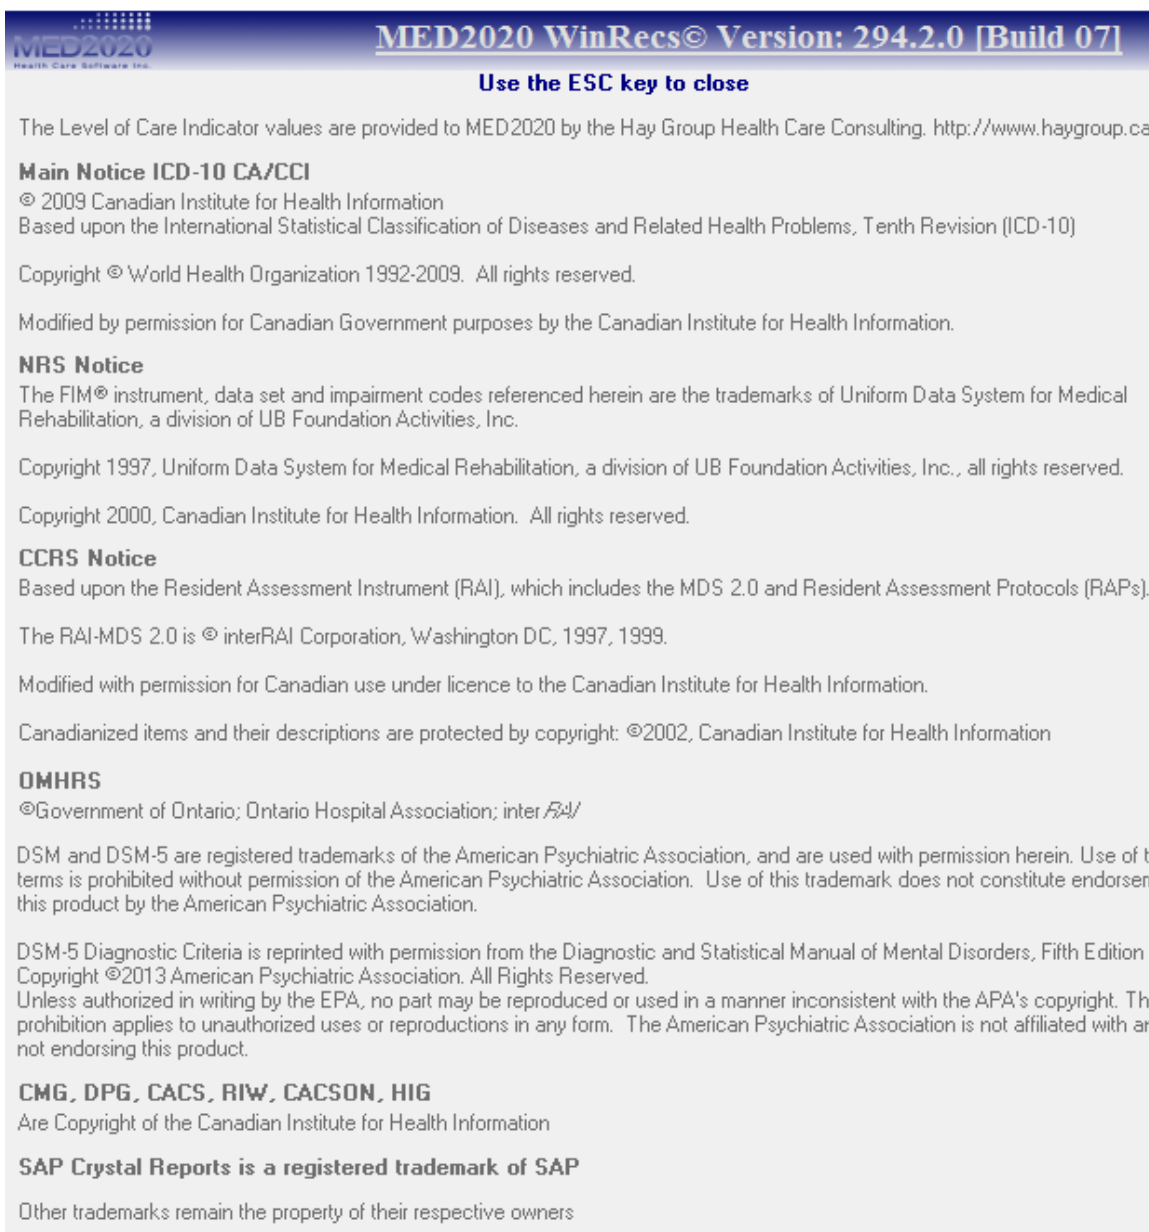 MED2020
Health Care Software Inc.
MED2020 WinRecs© Version: 294.2.0 [Build 07]
Use the ESC key to close
The Level of Care Indicator values are provided to MED2020 by the Hay Group Health Care Consulting. http://www.haygroup.ca
Main Notice ICD-10 CA/CCI
© 2009 Canadian Institute for Health Information
Based upon the International Statistical Classification of Diseases and Related Health Problems, Tenth Revision (ICD-10)
Copyright © World Health Organization 1992-2009.  All rights reserved.
Modified by permission for Canadian Government purposes by the Canadian Institute for Health Information.
NRS Notice
The FIM® instrument, data set and impairment codes referenced herein are the trademarks of Uniform Data System for Medical
Rehabilitation, a division of UB Foundation Activities, Inc.
Copyright 1997, Uniform Data System for Medical Rehabilitation, a division of UB Foundation Activities, Inc., all rights reserved.
Copyright 2000, Canadian Institute for Health Information.  All rights reserved.
CCRS Notice
Based upon the Resident Assessment Instrument (RAI), which includes the MDS 2.0 and Resident Assessment Protocols (RAPs).
The RAI-MDS 2.0 is © interRAI Corporation, Washington DC, 1997, 1999.
Modified with permission for Canadian use under licence to the Canadian Institute for Health Information.
Canadianized items and their descriptions are protected by copyright: ©2002, Canadian Institute for Health Information
OMHRS
©Government of Ontario; Ontario Hospital Association; interRAI
DSM and DSM-5 are registered trademarks of the American Psychiatric Association, and are used with permission herein. Use of t
terms is prohibited without permission of the American Psychiatric Association.  Use of this trademark does not constitute endorser
this product by the American Psychiatric Association.
DSM-5 Diagnostic Criteria is reprinted with permission from the Diagnostic and Statistical Manual of Mental Disorders, Fifth Edition
Copyright ©2013 American Psychiatric Association. All Rights Reserved.
Unless authorized in writing by the EPA, no part may be reproduced or used in a manner inconsistent with the APA's copyright. Th
prohibition applies to unauthorized uses or reproductions in any form.  The American Psychiatric Association is not affiliated with ar
not endorsing this product.
CMG, DPG, CACS, RIW, CACSON, HIG
Are Copyright of the Canadian Institute for Health Information
SAP Crystal Reports is a registered trademark of SAP
Other trademarks remain the property of their respective owners